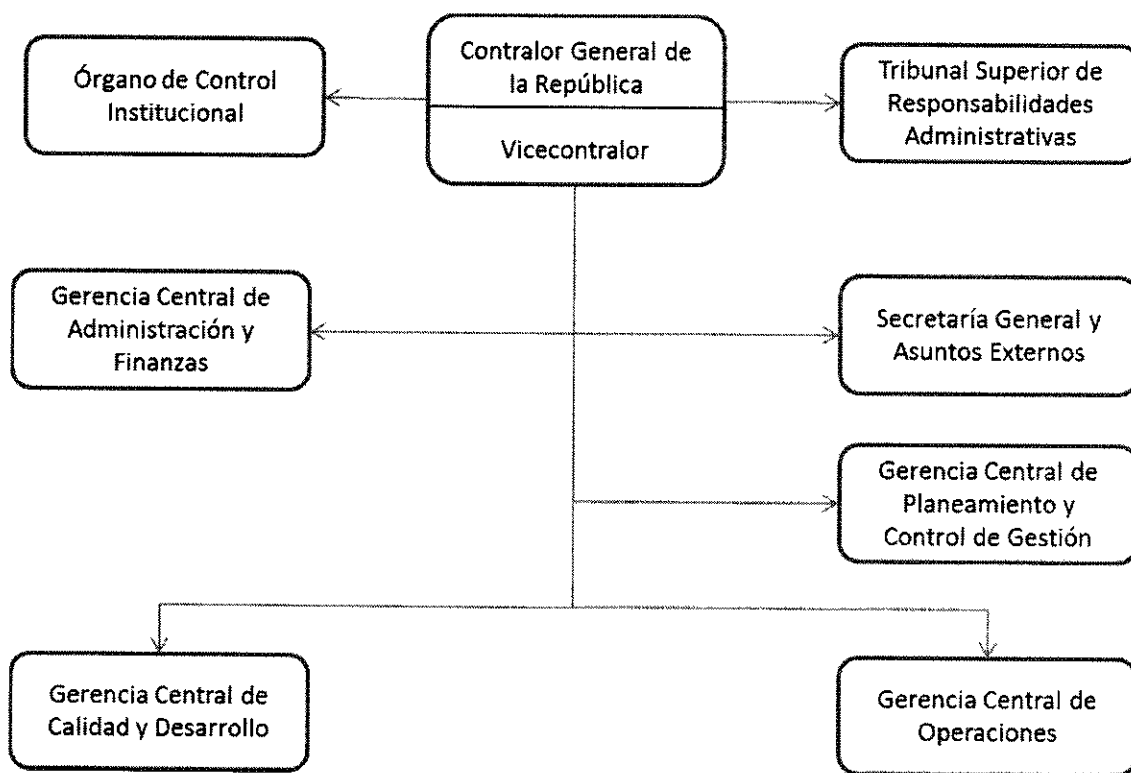 Órgano de Control
Institucional
Contralor General de
la República
Vicecontralor
Tribunal Superior de
Responsabilidades
Administrativas
Gerencia Central de
Administración y
Finanzas
Secretaría General y
Asuntos Externos
Gerencia Central de
Planeamiento y
Control de Gestión
Gerencia Central de
Calidad y Desarrollo
Gerencia Central de
Operaciones